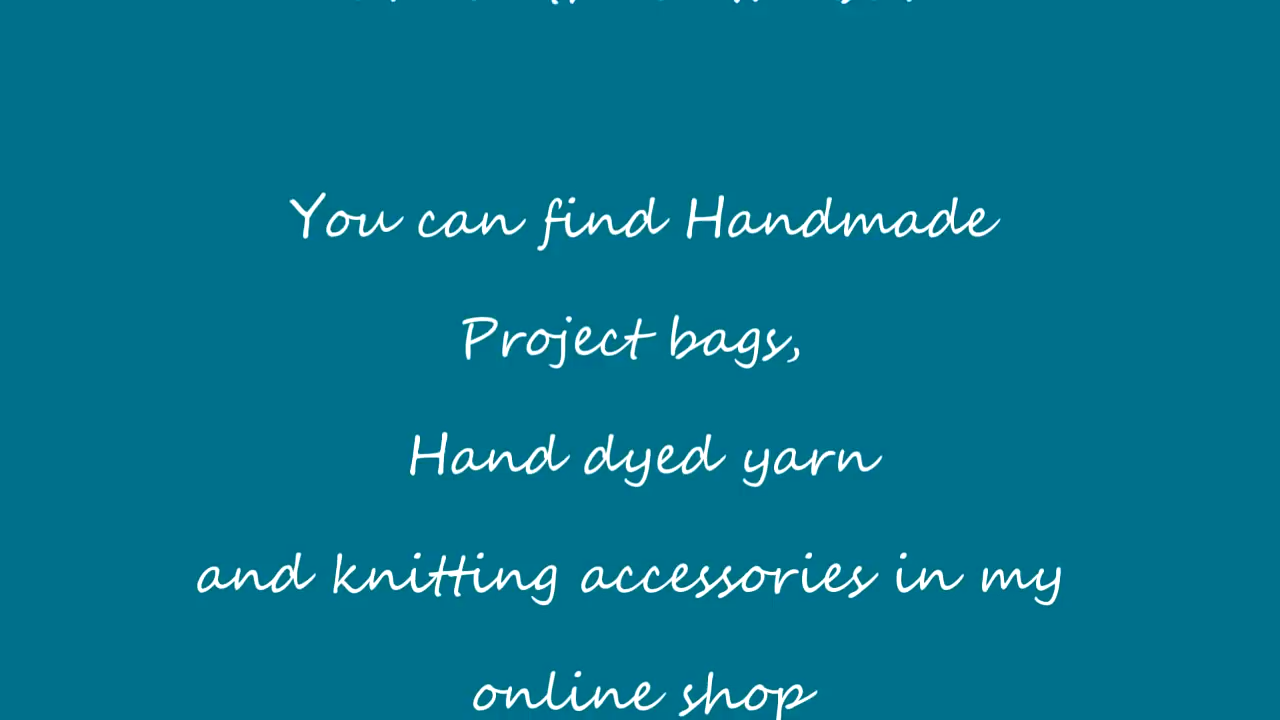 You can find Handmade
Project bags,
Hand dyed yarn
and knitting accessories in my
online shop